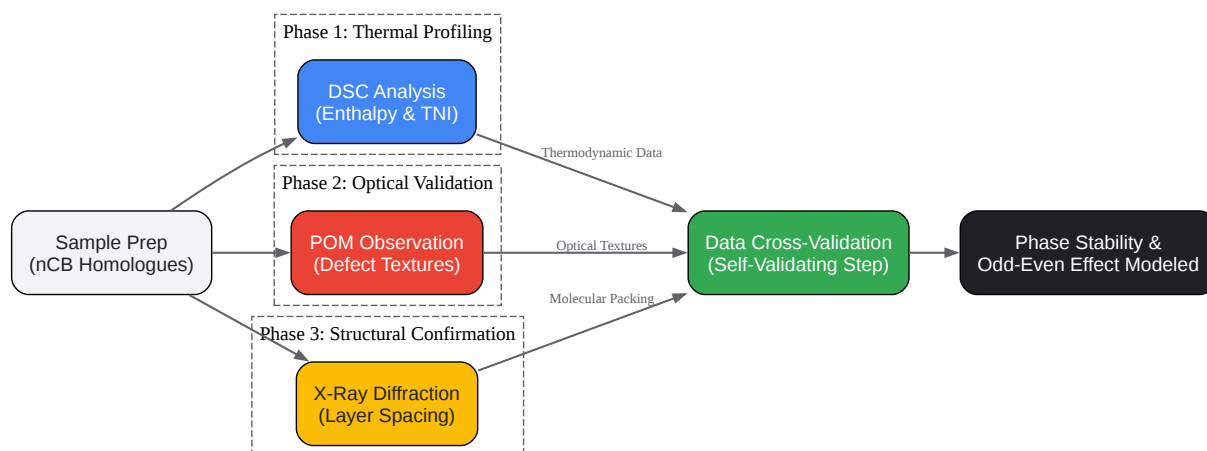 Phase 1: Thermal Profiling
DSC Analysis
(Enthalpy & TNI)
Thermodynamic Data
Phase 2: Optical Validation
Sample Prep
(nCB Homologues)
POM Observation
(Defect Textures)
Optical Textures
Data Cross-Validation
(Self-Validating Step)
Phase Stability &
Odd-Even Effect Modeled
Molecular Packing
Phase 3: Structural Confirmation
X-Ray Diffraction
(Layer Spacing)